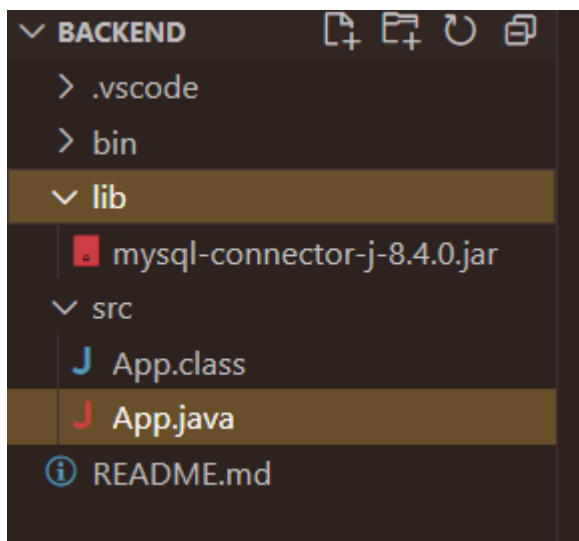 BACKEND
.vscode
bin
lib
mysql-connector-j-8.4.0.jar
src
J App.class
J App.java
README.md